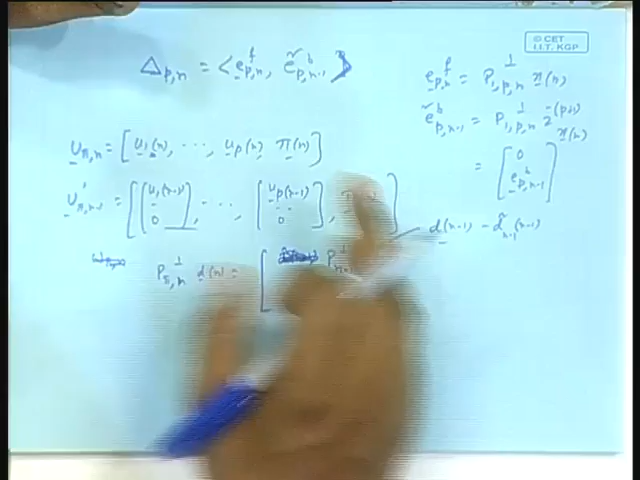 © CET
I.I.T. KGP
Δ_{p,n} = < e^f_{p,n}, ẽ^b_{p,n-1} >
e^f_{p,n} = P^⊥_{1,p,n} x(n)
ẽ^b_{p,n-1} = P^⊥_{1,p,n} z^{-(p+1)} x(n)
= [ 0 e^b_{p,n-1} ]
U_{π,n} = [ u_1(n), ..., u_p(n) π(n) ]
U'_{π,n-1} = [ [ u_1(n-1) 0 ], ..., [ u_p(n-1) 0 ],
d(n-1) - d̂_{n-1}(n-1)
P^⊥_{π,n} d(n) = [ P^⊥